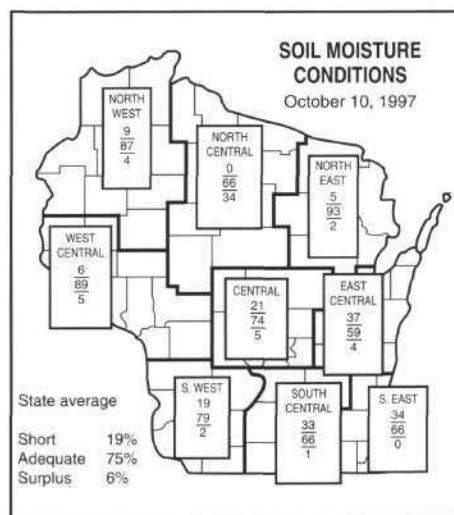 SOIL MOISTURE
CONDITIONS
October 10, 1997
NORTH
WEST
9
87
4
NORTH
CENTRAL
0
66
34
NORTH
EAST
5
93
2
WEST
CENTRAL
6
89
5
CENTRAL
21
74
5
EAST
CENTRAL
37
59
4
S. WEST
19
79
2
SOUTH
CENTRAL
33
66
1
S. EAST
34
66
0
State average
Short 19%
Adequate 75%
Surplus 6%